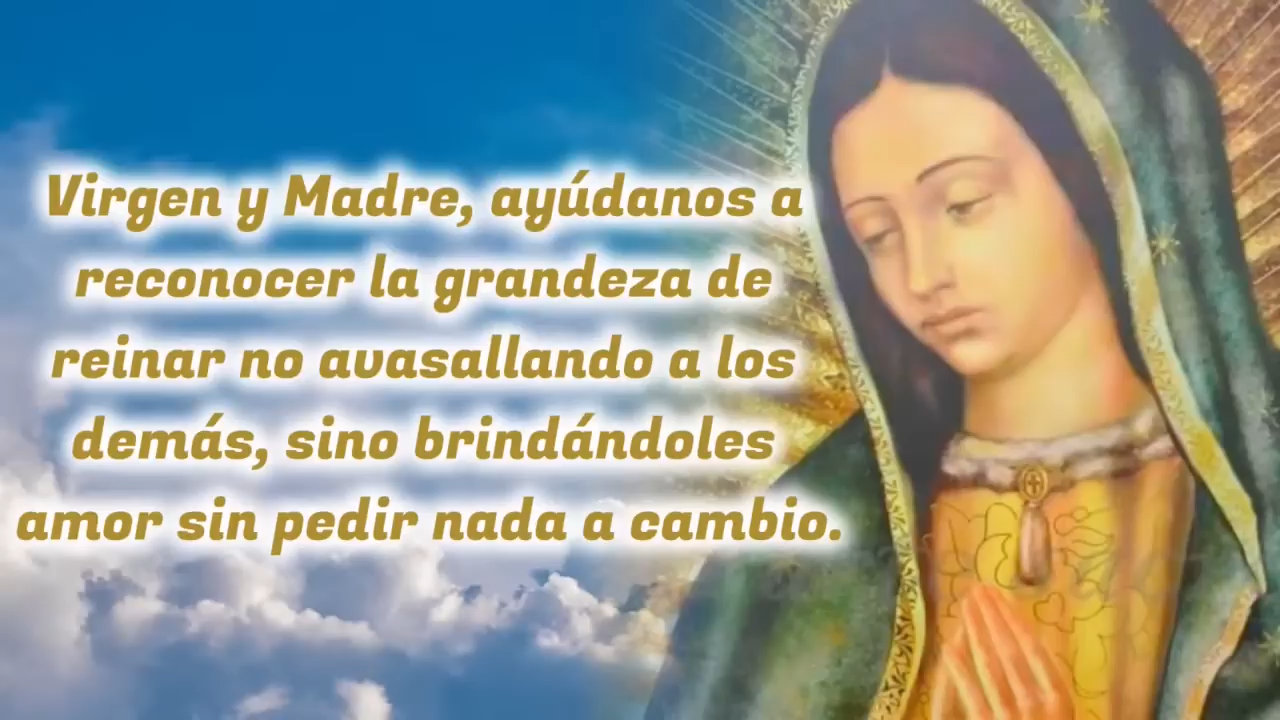 Virgen y Madre, ayúdanos a
reconocer la grandeza de
reinar no avasallando a los
demás, sino brindándoles
amor sin pedir nada a cambio.